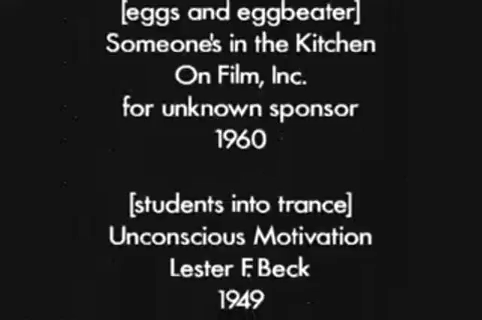 [eggs and eggbeater]
Someone's in the Kitchen
On Film, Inc.
for unknown sponsor
1960
[students into trance]
Unconscious Motivation
Lester F. Beck
1949